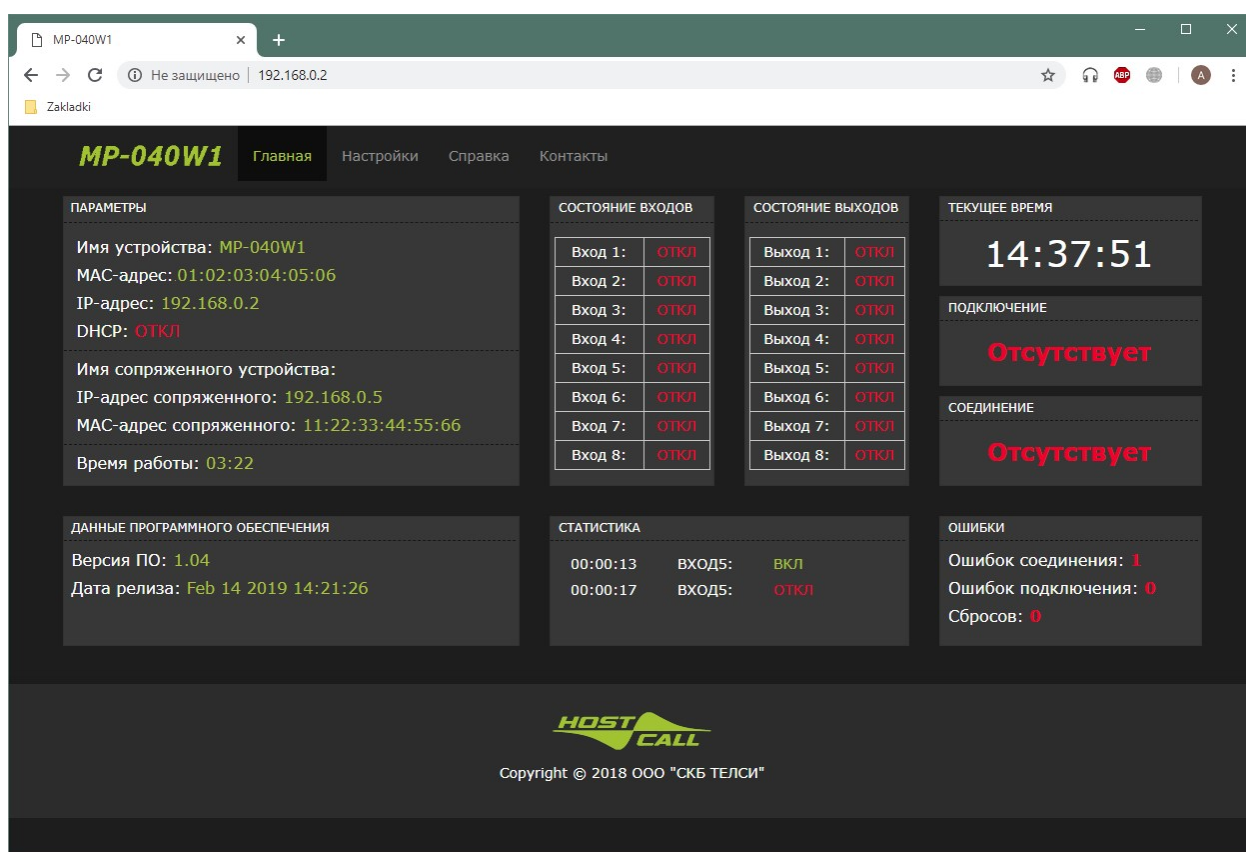 MP-040W1
Не защищено 192.168.0.2
ABP
A
Zakladki
MP-040W1 Главная Настройки Справка Контакты
ПАРАМЕТРЫ
Имя устройства: MP-040W1
MAC-адрес: 01:02:03:04:05:06
IP-адрес: 192.168.0.2
DHCP: ОТКЛ
Имя сопряженного устройства:
IP-адрес сопряженного: 192.168.0.5
MAC-адрес сопряженного: 11:22:33:44:55:66
Время работы: 03:22
СОСТОЯНИЕ ВХОДОВ
Вход 1: ОТКЛ
Вход 2: ОТКЛ
Вход 3: ОТКЛ
Вход 4: ОТКЛ
Вход 5: ОТКЛ
Вход 6: ОТКЛ
Вход 7: ОТКЛ
Вход 8: ОТКЛ
СОСТОЯНИЕ ВЫХОДОВ
Выход 1: ОТКЛ
Выход 2: ОТКЛ
Выход 3: ОТКЛ
Выход 4: ОТКЛ
Выход 5: ОТКЛ
Выход 6: ОТКЛ
Выход 7: ОТКЛ
Выход 8: ОТКЛ
ТЕКУЩЕЕ ВРЕМЯ
14:37:51
ПОДКЛЮЧЕНИЕ
Отсутствует
СОЕДИНЕНИЕ
Отсутствует
ДАННЫЕ ПРОГРАММНОГО ОБЕСПЕЧЕНИЯ
Версия ПО: 1.04
Дата релиза: Feb 14 2019 14:21:26
СТАТИСТИКА
00:00:13 ВХОД5: ВКЛ
00:00:17 ВХОД5: ОТКЛ
ОШИБКИ
Ошибок соединения: 1
Ошибок подключения: 0
Сбросов: 0
HOST
CALL
Copyright © 2018 ООО "СКБ ТЕЛСИ"